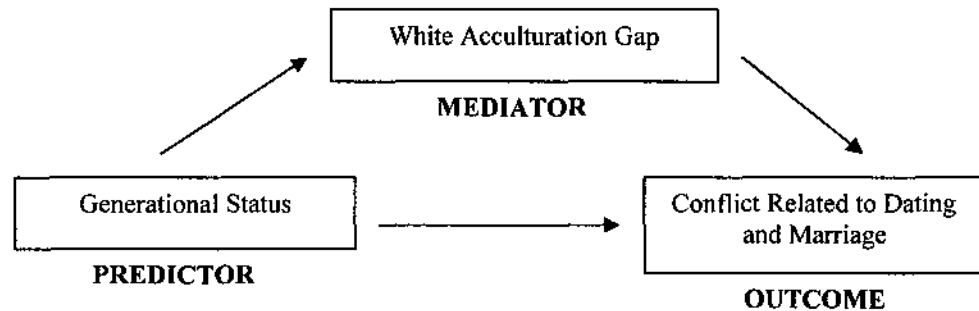 White Acculturation Gap
MEDIATOR
Generational Status
PREDICTOR
Conflict Related to Dating
and Marriage
OUTCOME